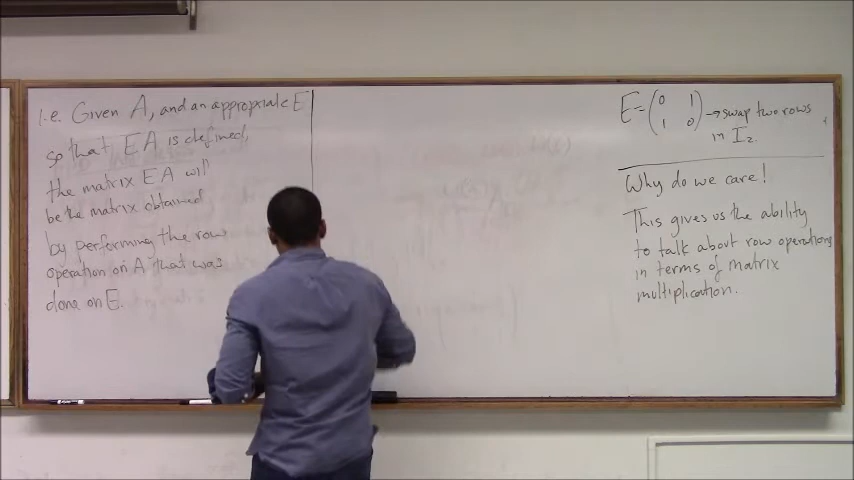 i.e. Given A, and an appropriate E
so that EA is defined,
the matrix EA will
be the matrix obtained
by performing the row
operation on A that was
done on E.
E = (0 1
1 0) → swap two rows
in I₂.
Why do we care!
This gives us the ability
to talk about row operations
in terms of matrix
multiplication.